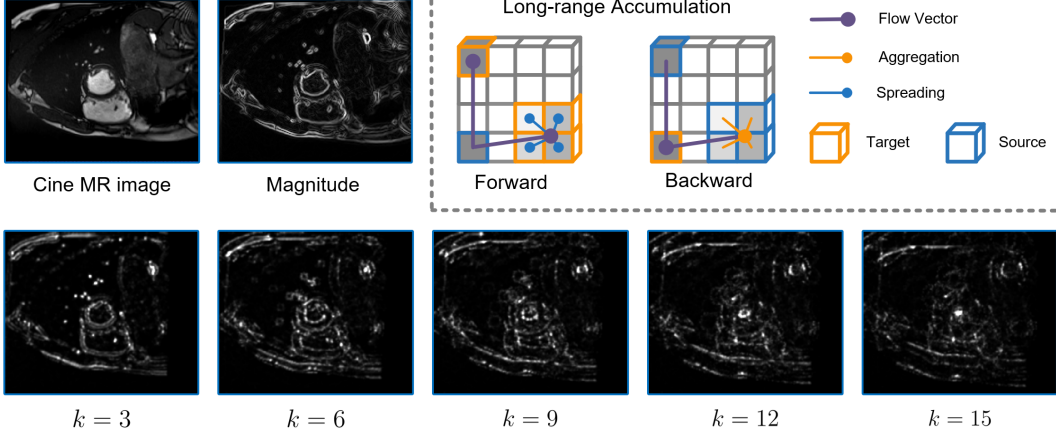 Long-range Accumulation
Flow Vector
Aggregation
Spreading
Target
Source
Forward
Backward
Cine MR image
Magnitude
k = 3
k = 6
k = 9
k = 12
k = 15